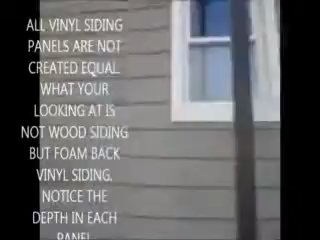 ALL VINYL SIDING
PANELS ARE NOT
CREATED EQUAL.
WHAT YOUR
LOOKING AT IS
NOT WOOD SIDING
BUT FOAM BACK
VINYL SIDING.
NOTICE THE
DEPTH IN EACH
PANEL